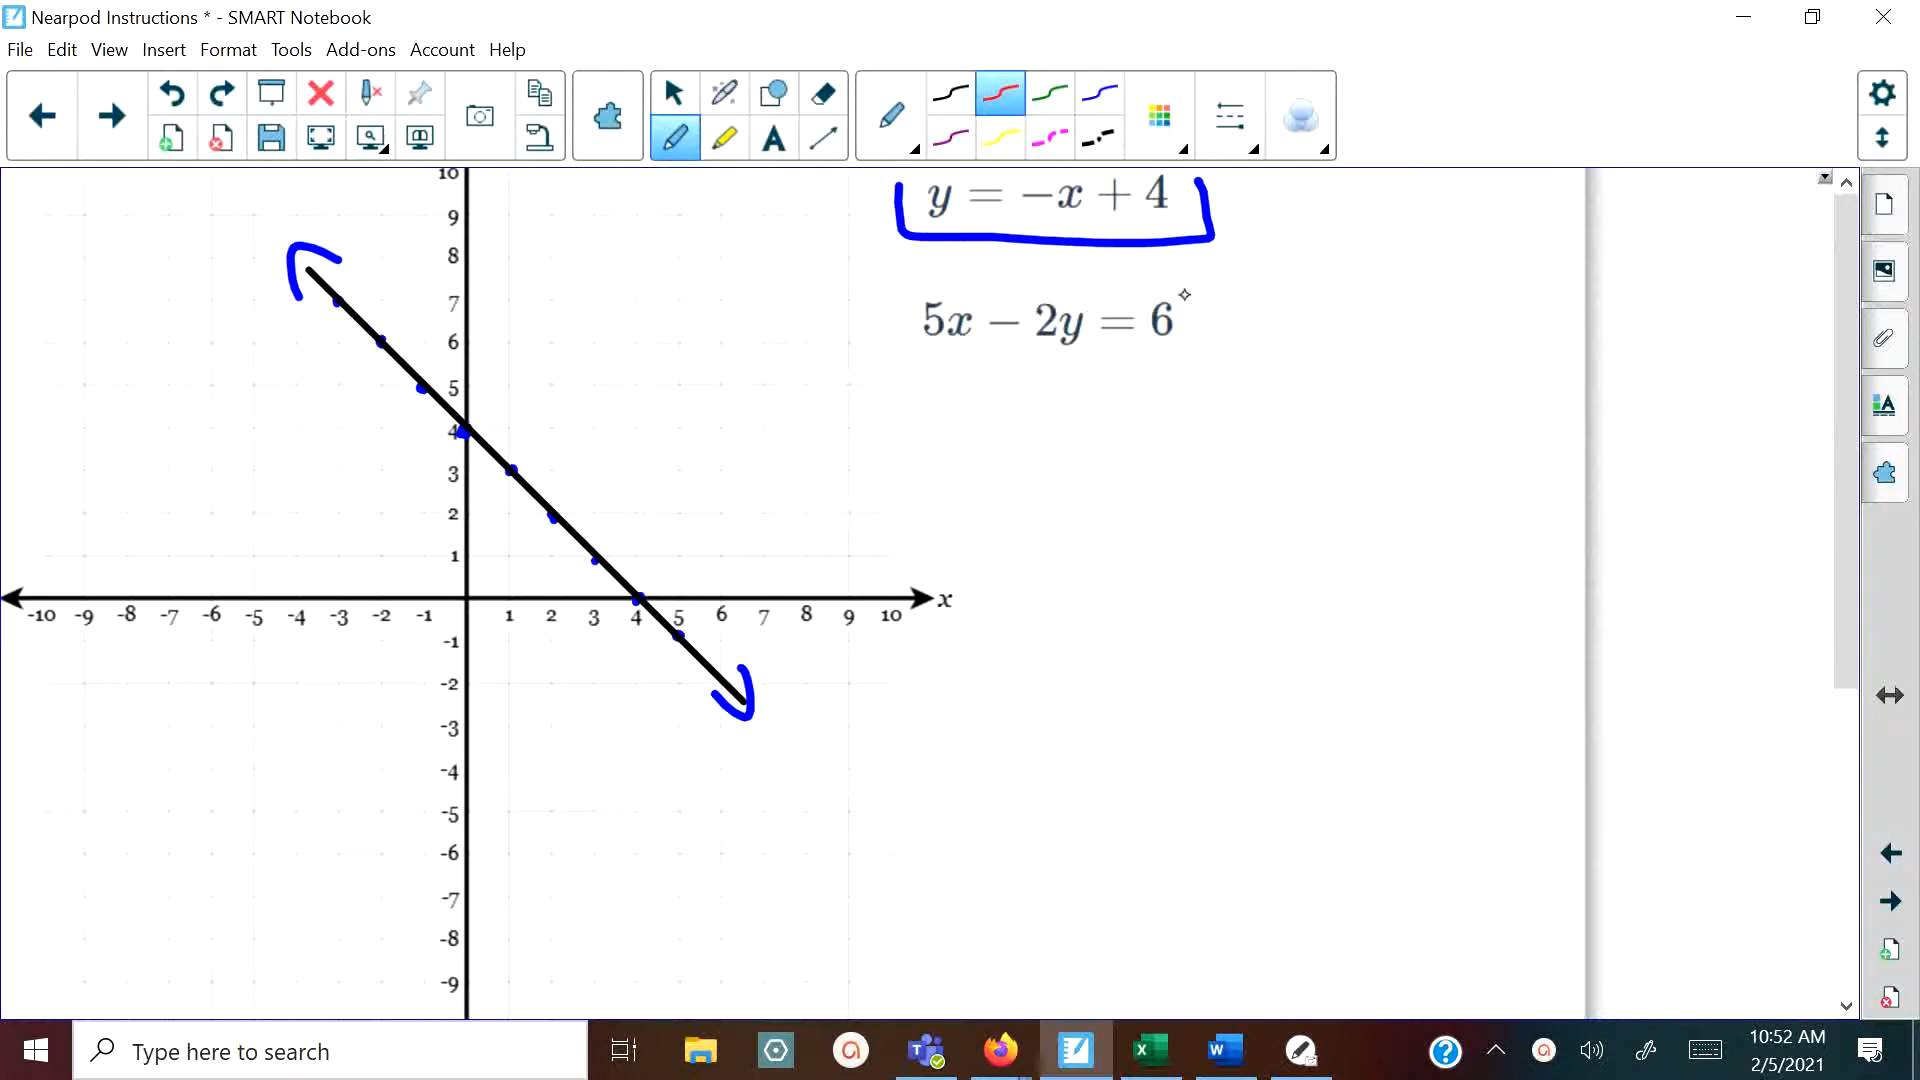 Nearpod Instructions * - SMART Notebook
File Edit View Insert Format Tools Add-ons Account Help
y = −x + 4
5x − 2y = 6
10
9
8
7
6
5
4
3
2
1
x
-10 -9 -8 -7 -6 -5 -4 -3 -2 -1 1 2 3 4 5 6 7 8 9 10
-1
-2
-3
-4
-5
-6
-7
-8
-9
Type here to search
10:52 AM
2/5/2021